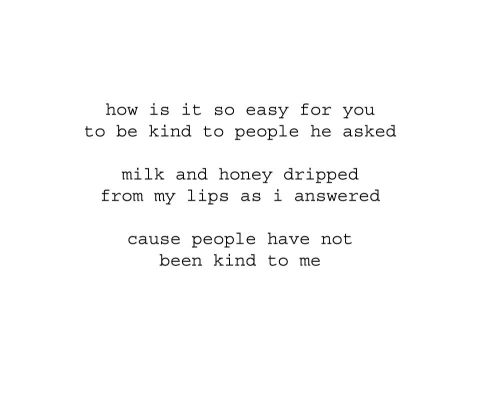 how is it so easy for you
to be kind to people he asked
milk and honey dripped
from my lips as i answered
cause people have not
been kind to me